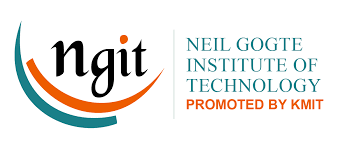 ngit
NEIL GOGTE
INSTITUTE OF
TECHNOLOGY
PROMOTED BY KMIT